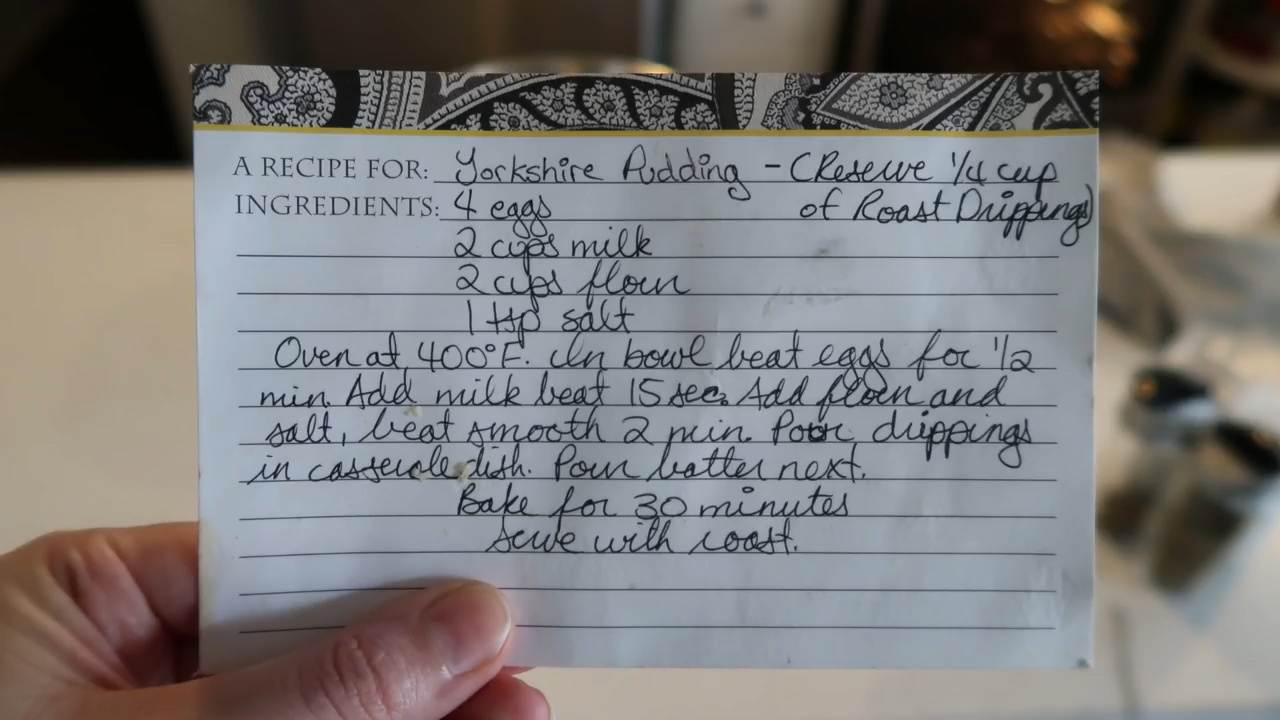 A RECIPE FOR: Yorkshire Pudding - (Reserve 1/4 cup
INGREDIENTS: 4 eggs of Roast Drippings)
2 cups milk
2 cups flour
1 tsp salt
Oven at 400°F. In bowl beat eggs for 1/2
min. Add milk beat 15 sec. Add flour and
salt, beat smooth 2 min. Pour drippings
in casserole dish. Pour batter next.
Bake for 30 minutes
Serve with roast.